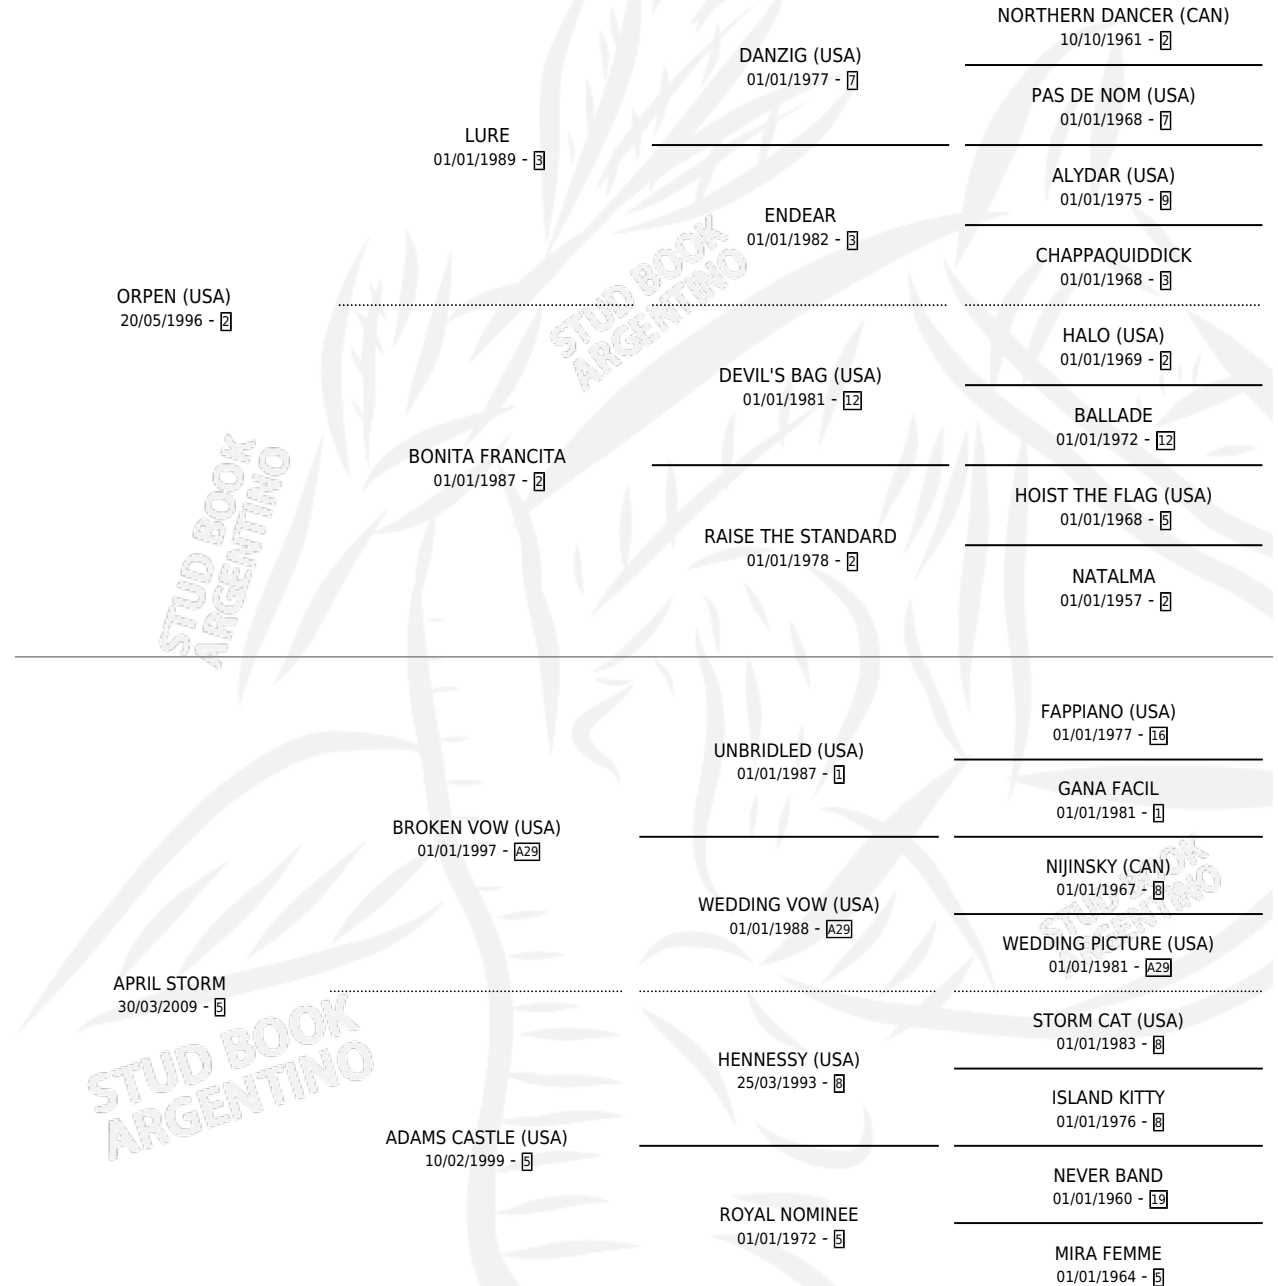 NORTHERN DANCER (CAN)
10/10/1961 - 2
DANZIG (USA)
01/01/1977 - 7
PAS DE NOM (USA)
01/01/1968 - 7
LURE
01/01/1989 - 3
ALYDAR (USA)
01/01/1975 - 9
ENDEAR
01/01/1982 - 3
CHAPPAQUIDDICK
01/01/1968 - 3
ORPEN (USA)
20/05/1996 - 2
STUD BOOK
ARGENTINO
HALO (USA)
01/01/1969 - 2
DEVIL'S BAG (USA)
01/01/1981 - 12
BALLADE
01/01/1972 - 12
BONITA FRANCITA
01/01/1987 - 2
HOIST THE FLAG (USA)
01/01/1968 - 5
RAISE THE STANDARD
01/01/1978 - 2
NATALMA
01/01/1957 - 2
STUD BOOK
ARGENTINO
FAPPIANO (USA)
01/01/1977 - 16
UNBRIDLED (USA)
01/01/1987 - 1
GANA FACIL
01/01/1981 - 1
BROKEN VOW (USA)
01/01/1997 - A29
NIJINSKY (CAN)
01/01/1967 - 8
WEDDING VOW (USA)
01/01/1988 - A29
STUD BOOK
ARGENTINO
WEDDING PICTURE (USA)
01/01/1981 - A29
APRIL STORM
30/03/2009 - 5
STORM CAT (USA)
01/01/1983 - 8
HENNESSY (USA)
25/03/1993 - 8
STUD BOOK
ARGENTINO
ISLAND KITTY
01/01/1976 - 8
ADAMS CASTLE (USA)
10/02/1999 - 5
NEVER BAND
01/01/1960 - 19
ROYAL NOMINEE
01/01/1972 - 5
MIRA FEMME
01/01/1964 - 5